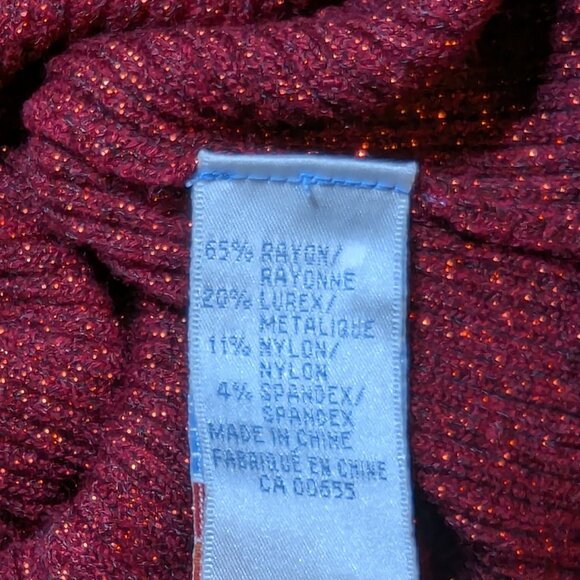 65% RAYON/
RAYONNE
20% LUREX/
METALIQUE
11% NYLON/
NYLON
4% SPANDEX/
SPANDEX
MADE IN CHINE
FABRIQUÉ EN CHINE
CA 00655